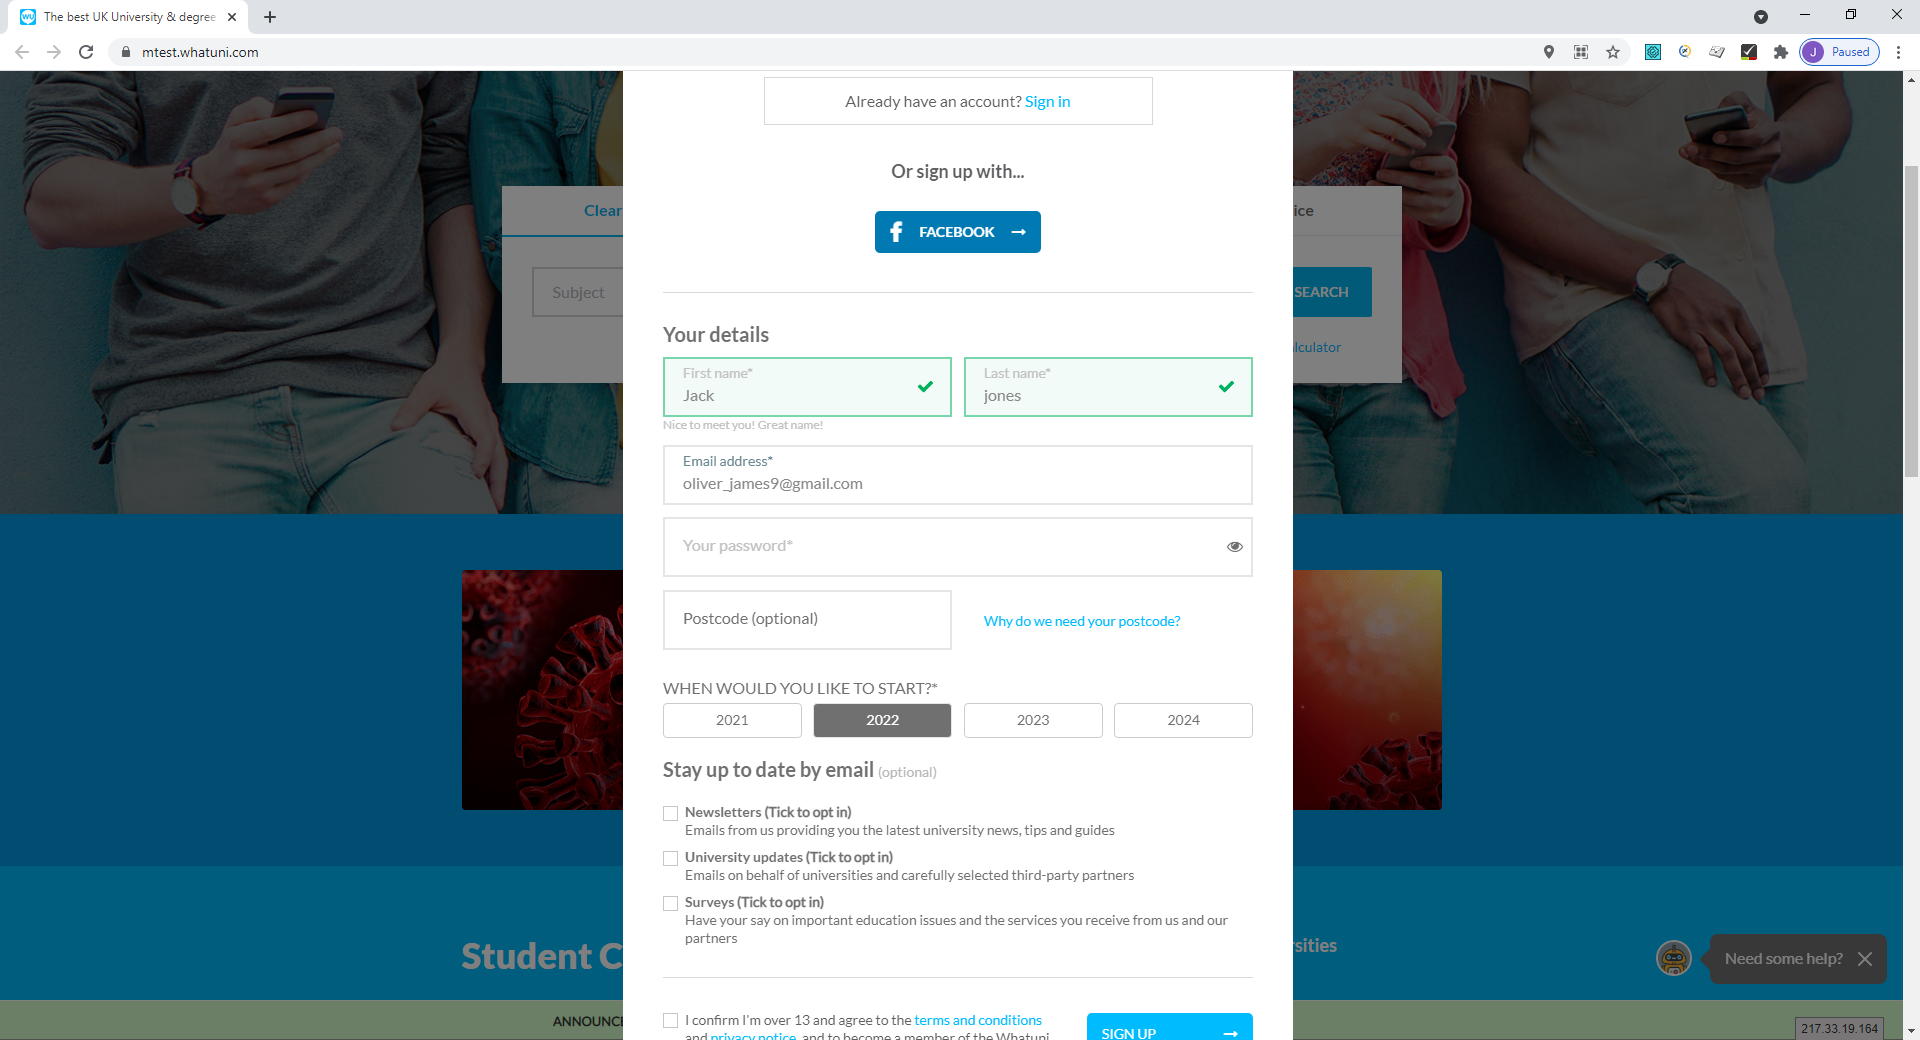 The best UK University & degree
mtest.whatuni.com
J Paused
Already have an account? Sign in
Or sign up with...
FACEBOOK
Clear
ice
Subject
SEARCH
lculator
Your details
First name*
Jack
Last name*
jones
Nice to meet you! Great name!
Email address*
oliver_james9@gmail.com
Your password*
Postcode (optional)
Why do we need your postcode?
WHEN WOULD YOU LIKE TO START?*
2021 2022 2023 2024
Stay up to date by email (optional)
Newsletters (Tick to opt in)
Emails from us providing you the latest university news, tips and guides
University updates (Tick to opt in)
Emails on behalf of universities and carefully selected third-party partners
Surveys (Tick to opt in)
Have your say on important education issues and the services you receive from us and our
partners
Student C
rsities
Need some help?
ANNOUNCE
I confirm I'm over 13 and agree to the terms and conditions
and privacy notice, and to become a member of the Whatuni
SIGN UP
217.33.19.164